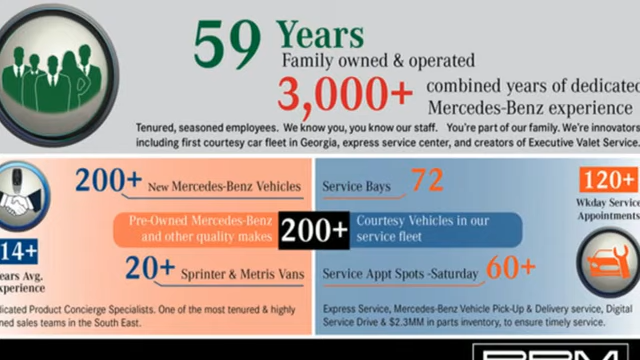 59 Years
Family owned & operated
3,000+ combined years of dedicated
Mercedes-Benz experience
Tenured, seasoned employees. We know you, you know our staff. You're part of our family. We're innovators
including first courtesy car fleet in Georgia, express service center, and creators of Executive Valet Service.
200+ New Mercedes-Benz Vehicles
Service Bays 72
120+
Wkday Service
Appointments
Pre-Owned Mercedes-Benz
and other quality makes
200+
Courtesy Vehicles in our
service fleet
14+
ears Avg.
xperience
20+ Sprinter & Metris Vans
Service Appt Spots -Saturday 60+
dicated Product Concierge Specialists. One of the most tenured & highly
ned sales teams in the South East.
Express Service, Mercedes-Benz Vehicle Pick-Up & Delivery service, Digital
Service Drive & $2.3MM in parts inventory, to ensure timely service.